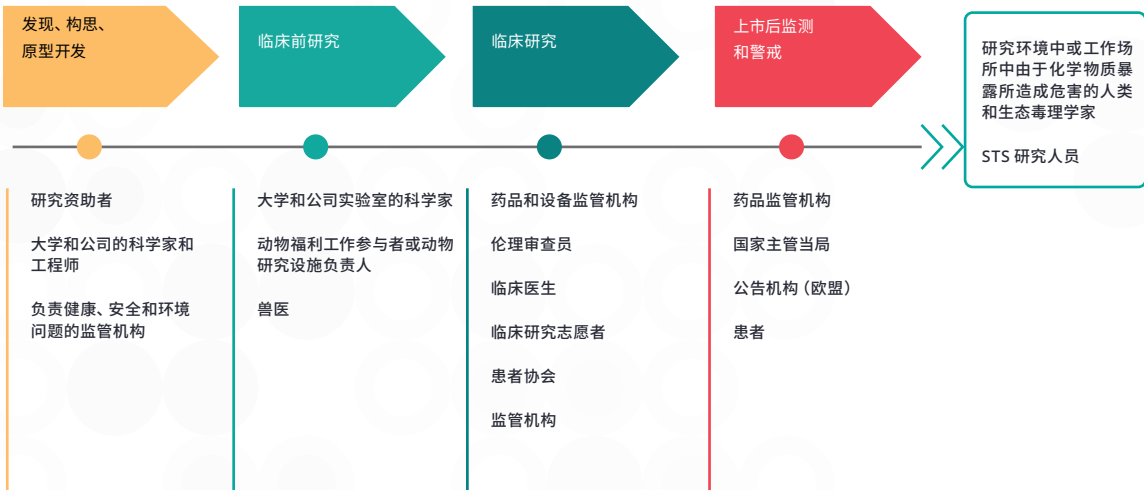 发现、构思、
原型开发
临床前研究
临床研究
上市后监测
和警戒
研究环境中或工作场
所中由于化学物质暴
露所造成危害的人类
和生态毒理学家
STS 研究人员
研究资助者
大学和公司的科学家和
工程师
负责健康、安全和环境
问题的监管机构
大学和公司实验室的科学家
动物福利工作参与者或动物
研究设施负责人
兽医
药品和设备监管机构
伦理审查员
临床医生
临床研究志愿者
患者协会
监管机构
药品监管机构
国家主管当局
公告机构（欧盟）
患者